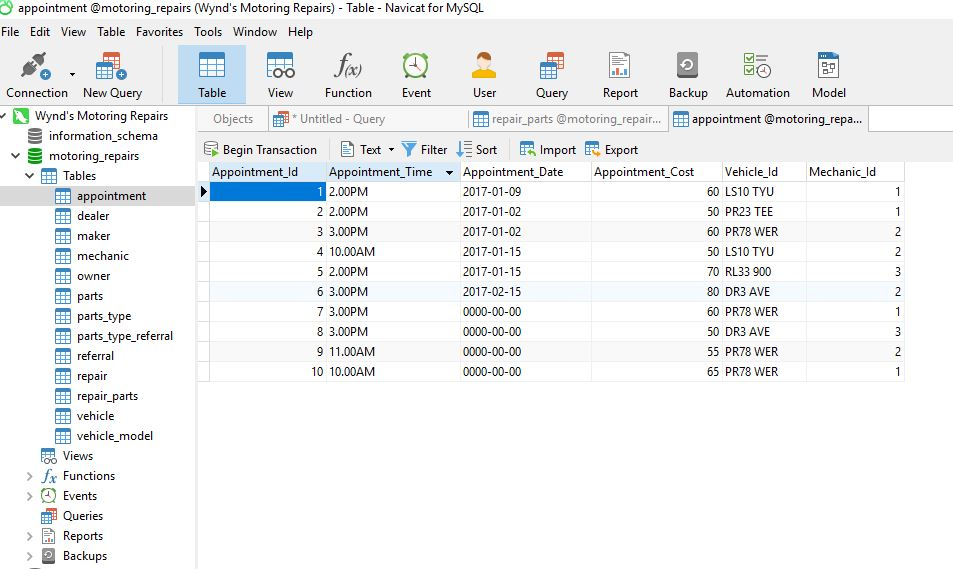 appointment @motoring_repairs (Wynd's Motoring Repairs) - Table - Navicat for MySQL
File Edit View Table Favorites Tools Window Help
Connection New Query Table View Function Event User Query Report Backup Automation Model
Wynd's Motoring Repairs
information_schema
motoring_repairs
Tables
appointment
dealer
maker
mechanic
owner
parts
parts_type
parts_type_referral
referral
repair
repair_parts
vehicle
vehicle_model
Views
Functions
Events
Queries
Reports
Backups
Objects * Untitled - Query repair_parts @motoring_repair... appointment @motoring_repa...
Begin Transaction Text Filter Sort Import Export
Appointment_Id Appointment_Time Appointment_Date Appointment_Cost Vehicle_Id Mechanic_Id
1 2.00PM 2017-01-09 60 LS10 TYU 1
2 2.00PM 2017-01-02 50 PR23 TEE 1
3 3.00PM 2017-01-02 60 PR78 WER 2
4 10.00AM 2017-01-15 50 LS10 TYU 2
5 2.00PM 2017-01-15 70 RL33 900 3
6 3.00PM 2017-02-15 80 DR3 AVE 2
7 3.00PM 0000-00-00 60 PR78 WER 1
8 3.00PM 0000-00-00 50 DR3 AVE 3
9 11.00AM 0000-00-00 55 PR78 WER 2
10 10.00AM 0000-00-00 65 PR78 WER 1